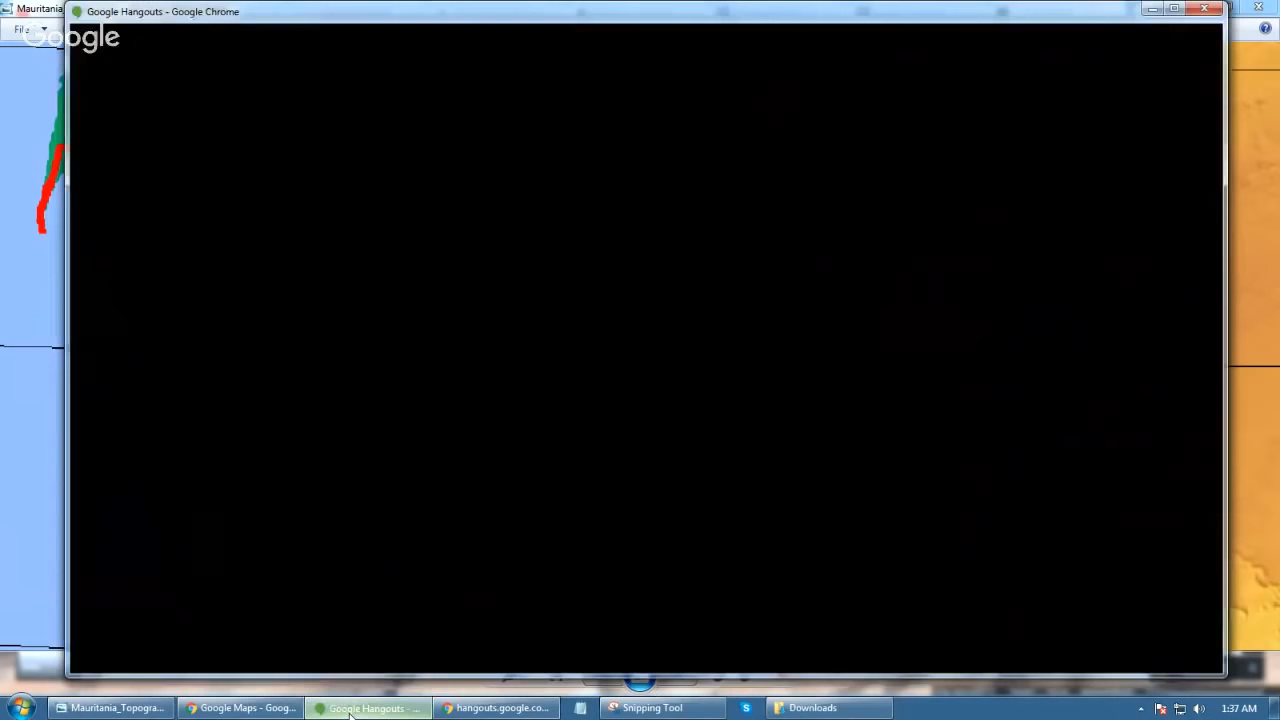 Mauritania
Google Hangouts - Google Chrome
File
Google
Mauritania_Topogra...
Google Maps - Goog...
Google Hangouts - ...
hangouts.google.co...
Snipping Tool
Downloads
1:37 AM